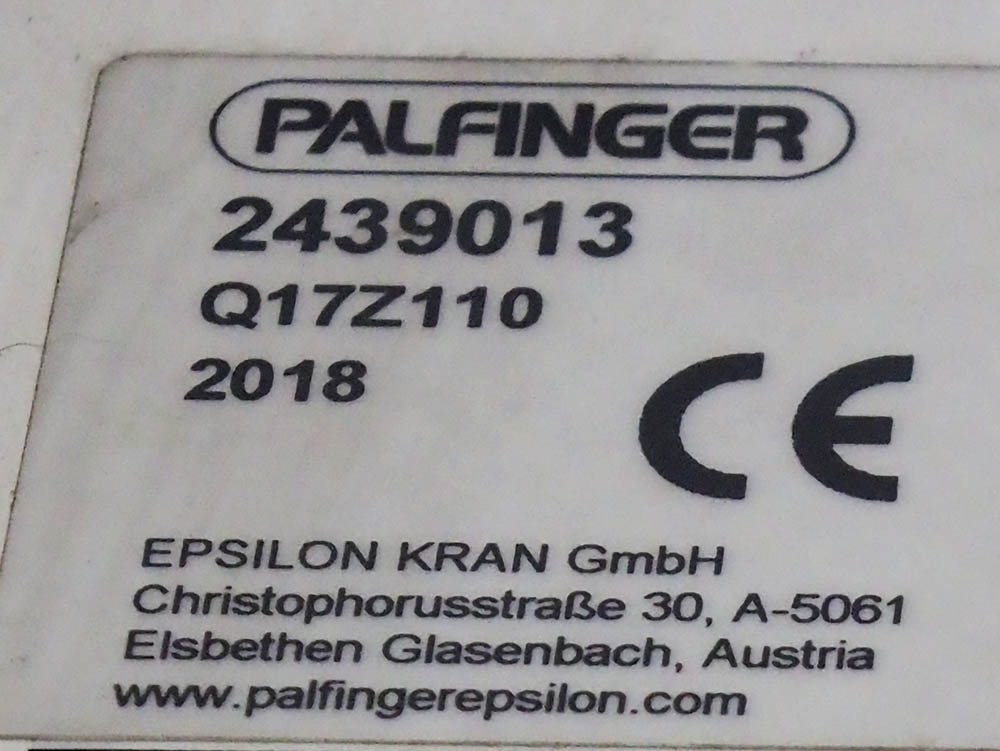 PALFINGER
2439013
Q17Z110
2018
CE
EPSILON KRAN GmbH
Christophorusstraße 30, A-5061
Elsbethen Glasenbach, Austria
www.palfingerepsilon.com